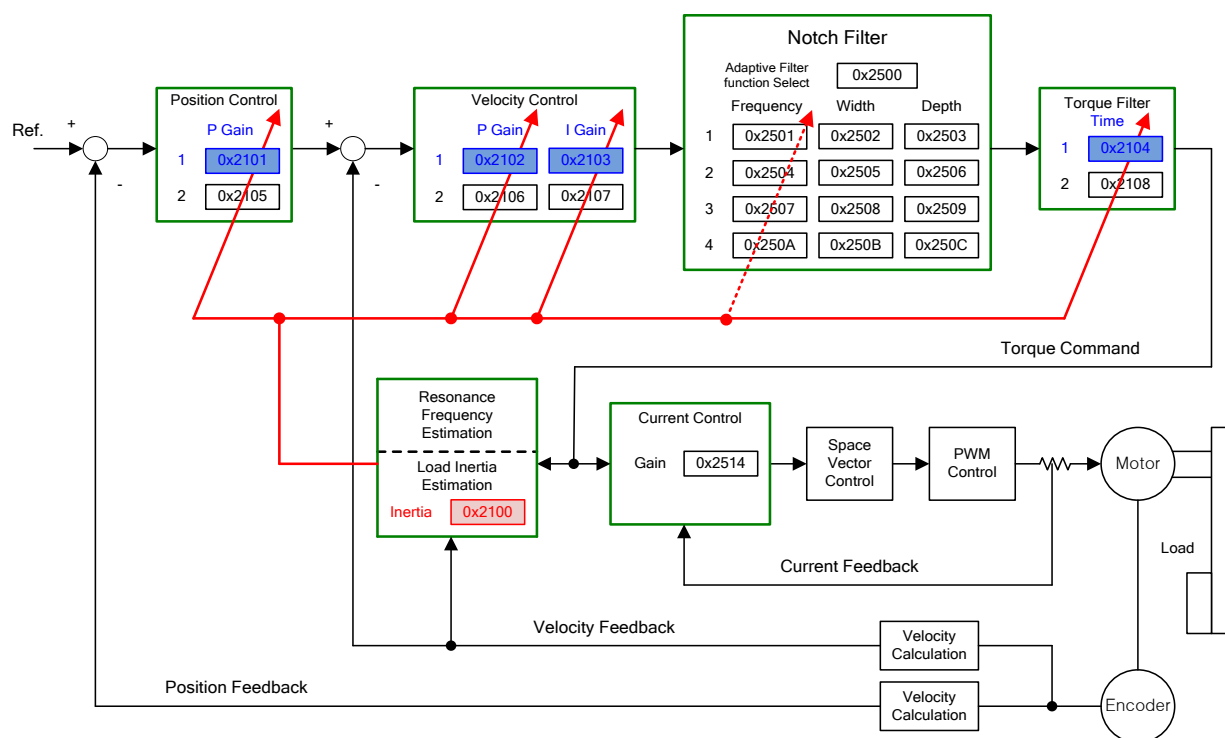 Notch Filter
Adaptive Filter
function Select
0x2500
Frequency Width Depth
1 0x2501 0x2502 0x2503
2 0x2504 0x2505 0x2506
3 0x2507 0x2508 0x2509
4 0x250A 0x250B 0x250C
Ref.
+
-
Position Control
P Gain
1 0x2101
2 0x2105
+
-
Velocity Control
P Gain I Gain
1 0x2102 0x2103
2 0x2106 0x2107
Torque Filter
Time
1 0x2104
2 0x2108
Torque Command
Resonance
Frequency
Estimation
Load Inertia
Estimation
Inertia 0x2100
Current Control
Gain 0x2514
Space
Vector
Control
PWM
Control
Motor
Load
Current Feedback
Velocity Feedback
Velocity
Calculation
Position Feedback
Velocity
Calculation
Encoder